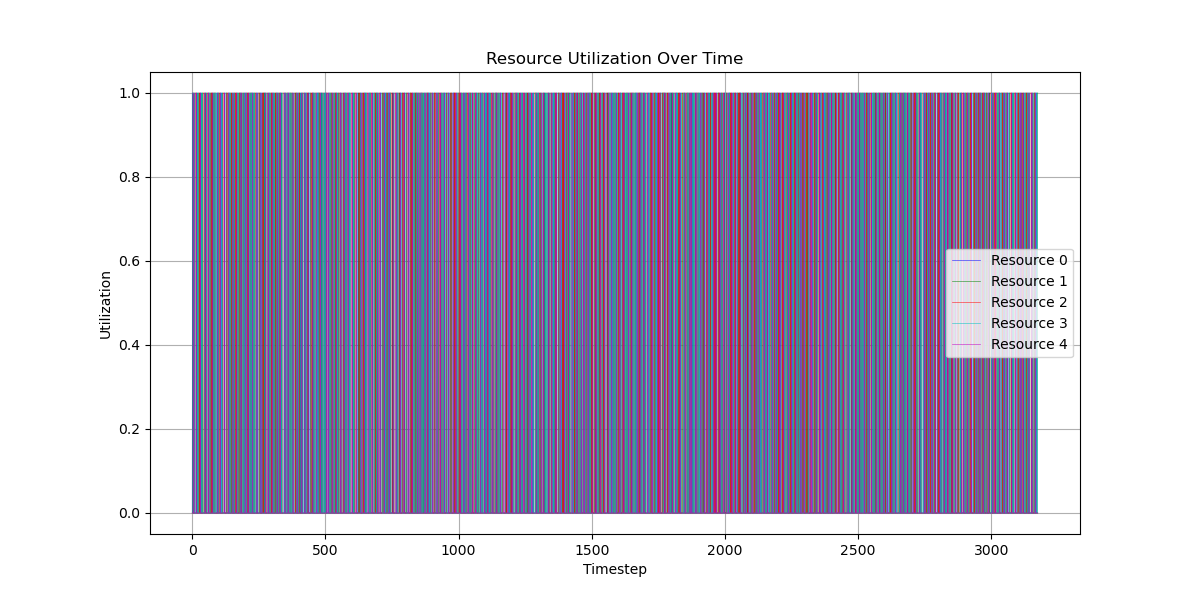 Resource Utilization Over Time
1.0
0.8
0.6
0.4
0.2
0.0
Utilization
Resource 0
Resource 1
Resource 2
Resource 3
Resource 4
0 500 1000 1500 2000 2500 3000
Timestep